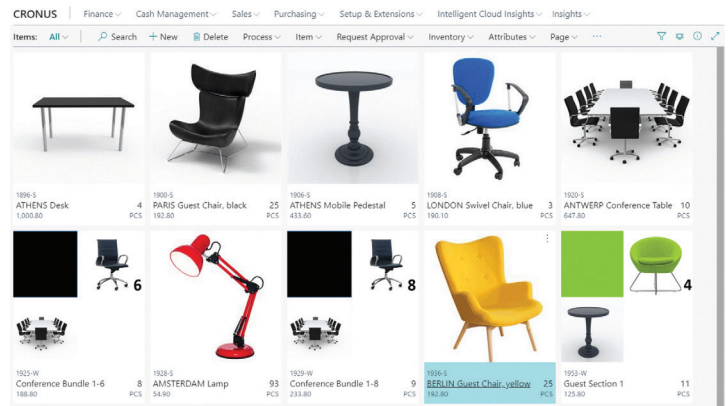 CRONUS Finance Cash Management Sales Purchasing Setup & Extensions Intelligent Cloud Insights Insights
Items: All Search + New Delete Process Item Request Approval Inventory Attributes Page ...
1896-S
ATHENS Desk 4
1,000.80 PCS
1900-S
PARIS Guest Chair, black 25
192.80 PCS
1906-S
ATHENS Mobile Pedestal 5
433.60 PCS
1908-S
LONDON Swivel Chair, blue 3
190.10 PCS
1920-S
ANTWERP Conference Table 10
647.80 PCS
6
1925-W
Conference Bundle 1-6 8
188.80 PCS
1928-S
AMSTERDAM Lamp 93
54.90 PCS
8
1929-W
Conference Bundle 1-8 9
233.80 PCS
1936-S
BERLIN Guest Chair, yellow 25
192.80 PCS
4
1953-W
Guest Section 1 11
125.80 PCS